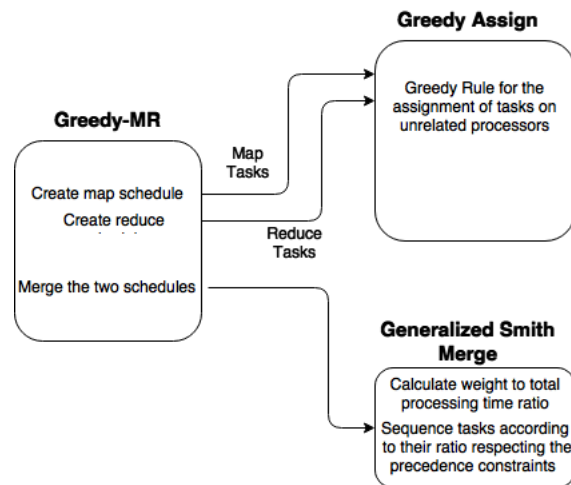 Greedy Assign
Greedy Rule for the
assignment of tasks on
unrelated processors
Greedy-MR
Map
Tasks
Create map schedule
Create reduce
Reduce
Tasks
Merge the two schedules
Generalized Smith
Merge
Calculate weight to total
processing time ratio
Sequence tasks according
to their ratio respecting the
precedence constraints